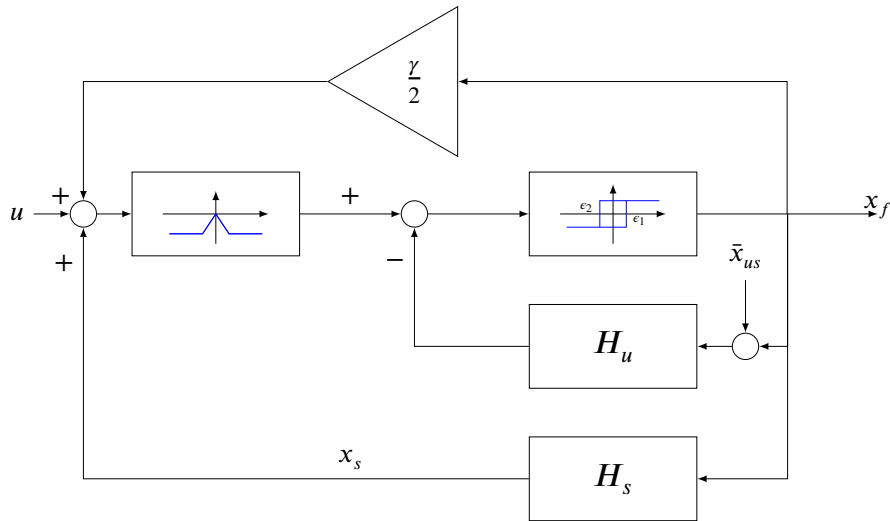 γ/2
u
+
+
+
−
ϵ₂
ϵ₁
x_f
x̄_us
H_u
x_s
H_s